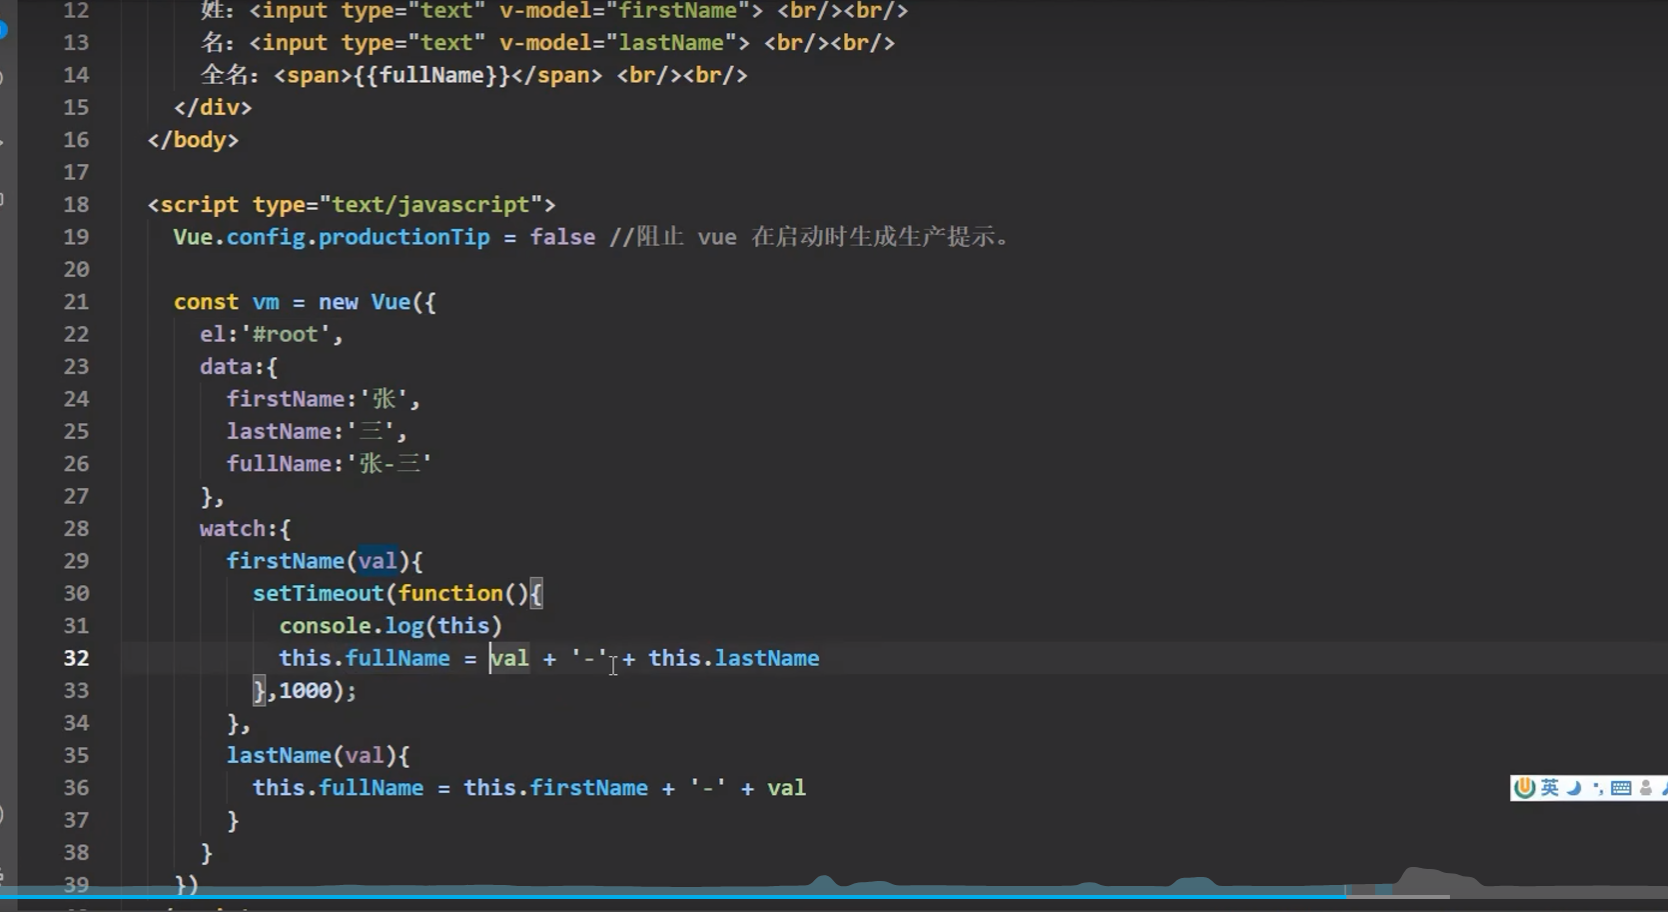 12 姓: <input type="text" v-model="firstName"> <br/><br/>
13 名: <input type="text" v-model="lastName"> <br/><br/>
14 全名: <span>{{fullName}}</span> <br/><br/>
15 </div>
16 </body>
17
18 <script type="text/javascript">
19 Vue.config.productionTip = false //阻止 vue 在启动时生成生产提示。
20
21 const vm = new Vue({
22 el:'#root',
23 data:{
24 firstName:'张',
25 lastName:'三',
26 fullName:'张-三'
27 },
28 watch:{
29 firstName(val){
30 setTimeout(function(){
31 console.log(this)
32 this.fullName = val + '-' + this.lastName
33 },1000);
34 },
35 lastName(val){
36 this.fullName = this.firstName + '-' + val
英
37 }
38 }
39 })